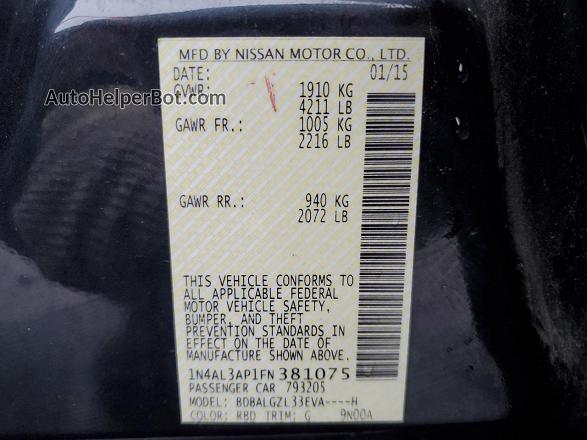 MFD BY NISSAN MOTOR CO., LTD.
DATE: 01/15
GVWR: 1910 KG
4211 LB
AutoHelperBot.com
GAWR FR.: 1005 KG
2216 LB
GAWR RR.: 940 KG
2072 LB
THIS VEHICLE CONFORMS TO
ALL APPLICABLE FEDERAL
MOTOR VEHICLE SAFETY,
BUMPER, AND THEFT
PREVENTION STANDARDS IN
EFFECT ON THE DATE OF
MANUFACTURE SHOWN ABOVE.
1N4AL3AP1FN381075
PASSENGER CAR 793205
MODEL: BDBALGZL33EVA----H
COLOR: RBD TRIM: G 9N00A